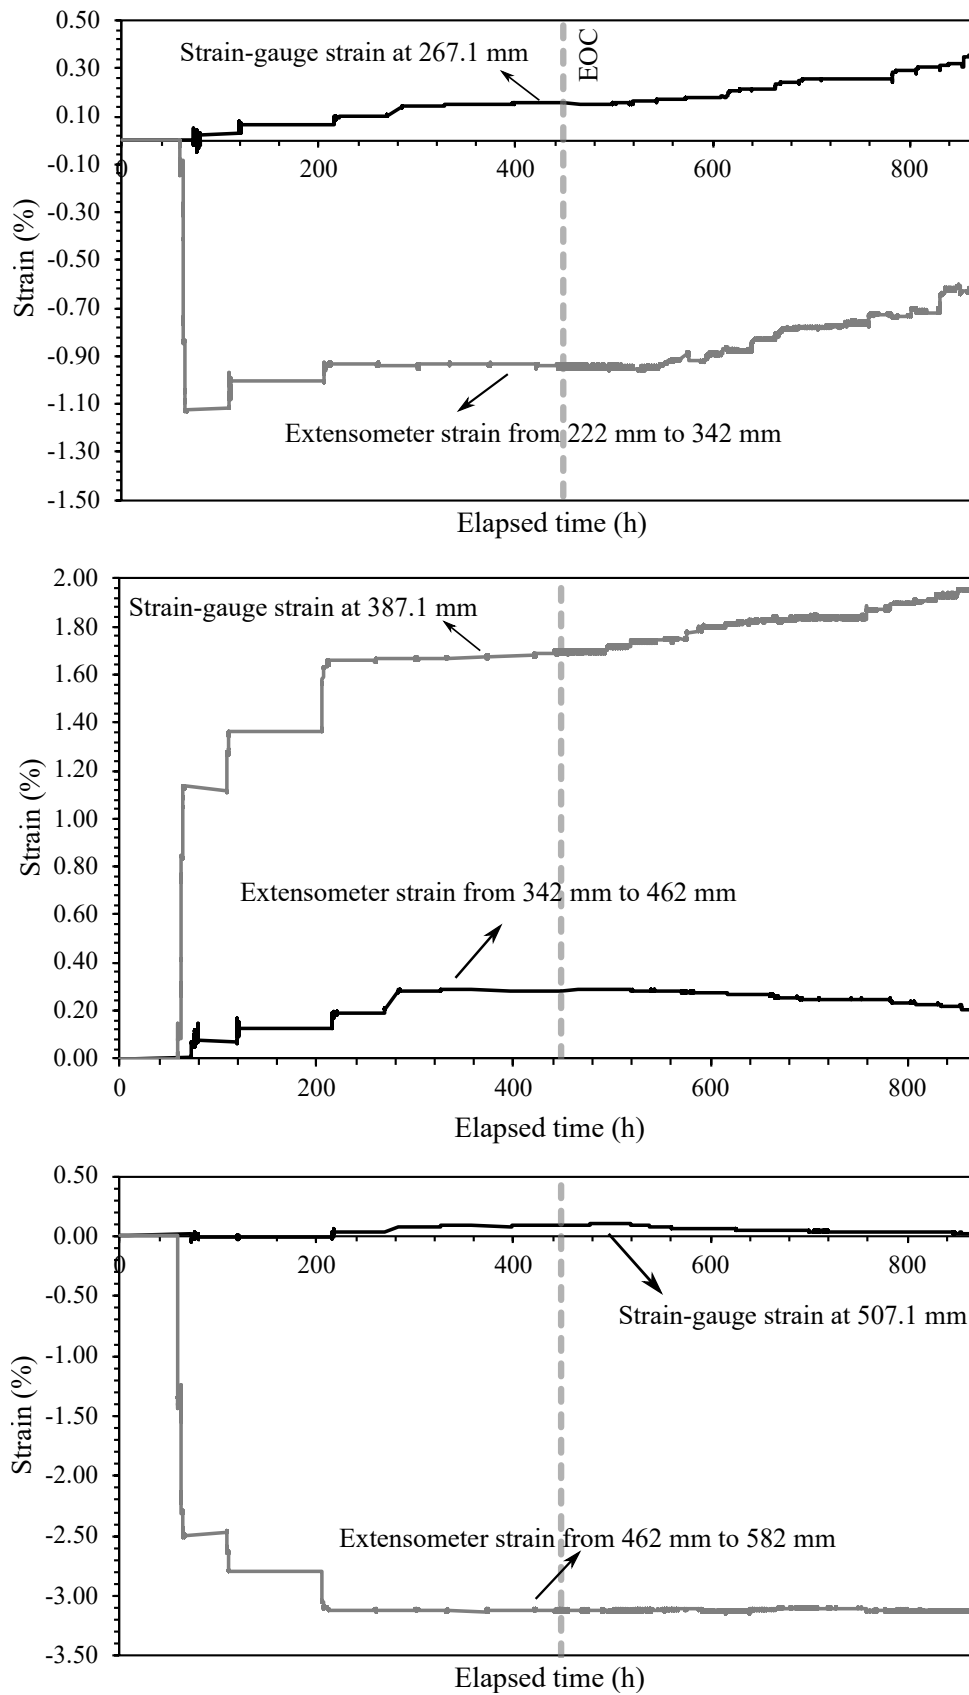 0.50
Strain-gauge strain at 267.1 mm
EOC
0.30
0.10
-0.10
0 200 400 600 800
-0.30
-0.50
-0.70
-0.90
-1.10
Extensometer strain from 222 mm to 342 mm
-1.30
-1.50
Strain (%)
Elapsed time (h)
2.00
Strain-gauge strain at 387.1 mm
1.80
1.60
1.40
1.20
1.00
0.80
Extensometer strain from 342 mm to 462 mm
0.60
0.40
0.20
0.00
0 200 400 600 800
Strain (%)
Elapsed time (h)
0.50
0.00
0 200 400 600 800
-0.50
Strain-gauge strain at 507.1 mm
-1.00
-1.50
-2.00
-2.50
Extensometer strain from 462 mm to 582 mm
-3.00
-3.50
Strain (%)
Elapsed time (h)